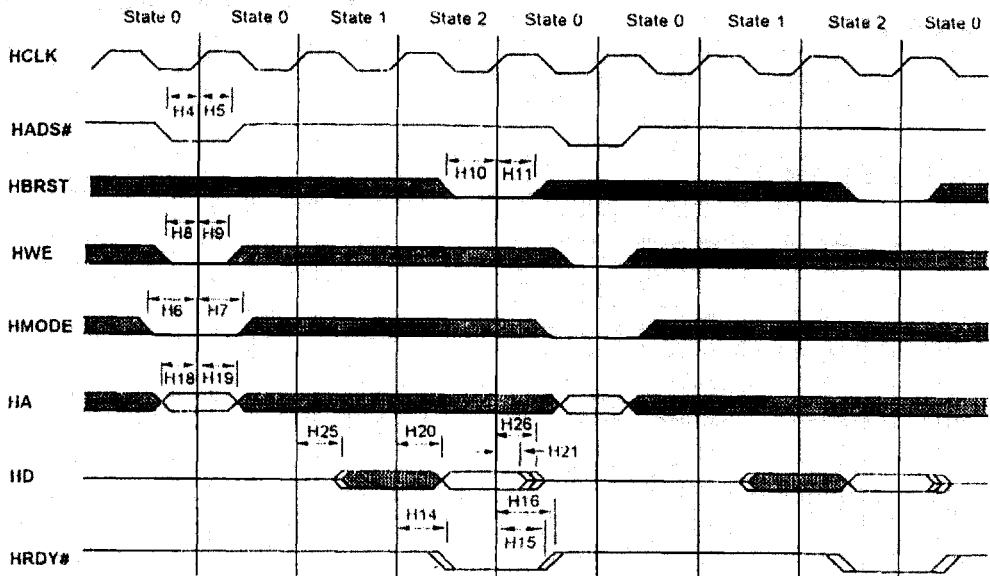 State 0 State 0 State 1 State 2 State 0 State 0 State 1 State 2 State 0
HCLK
H4 H5
HADS#
H10 H11
HBRST
H8 H9
HWE
H6 H7
HMODE
H18 H19
HA
H25 H20 H26
H21
HD
H16
H14
H15
HRDY#